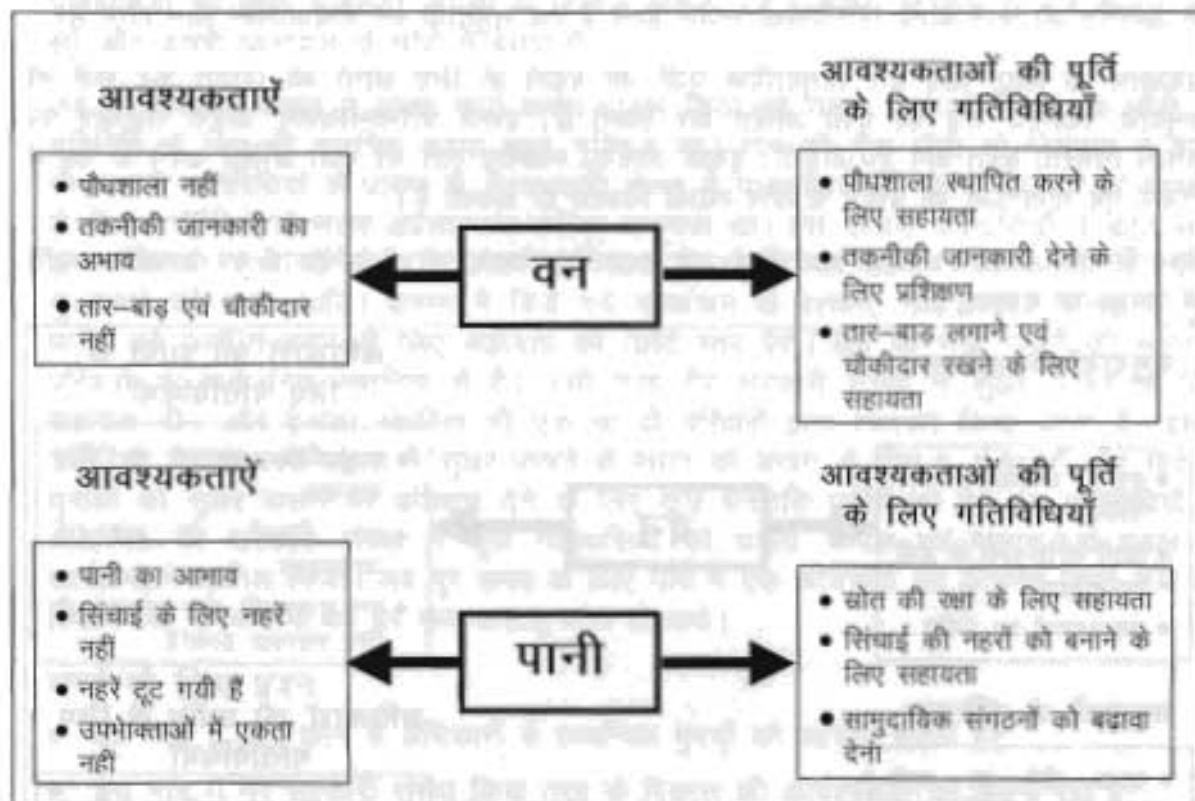 आवश्यकताऐं
• पौधशाला नहीं
• तकनीकी जानकारी का
अभाव
• तार–बाड़ एवं चौकीदार
नहीं
वन
आवश्यकताओं की पूर्ति
के लिए गतिविधियाँ
• पौधशाला स्थापित करने के
लिए सहायता
• तकनीकी जानकारी देने के
लिए प्रशिक्षण
• तार–बाड़ लगाने एवं
चौकीदार रखने के लिए
सहायता
आवश्यकताऐं
• पानी का आभाव
• सिंचाई के लिए नहरें
नहीं
• नहरें टूट गयी हैं
• उपभोक्ताओं में एकता
नहीं
पानी
आवश्यकताओं की पूर्ति
के लिए गतिविधियाँ
• स्रोत की रक्षा के लिए सहायता
• सिंचाई की नहरों को बनाने के
लिए सहायता
• सामुदायिक संगठनों को बढ़ावा
देना